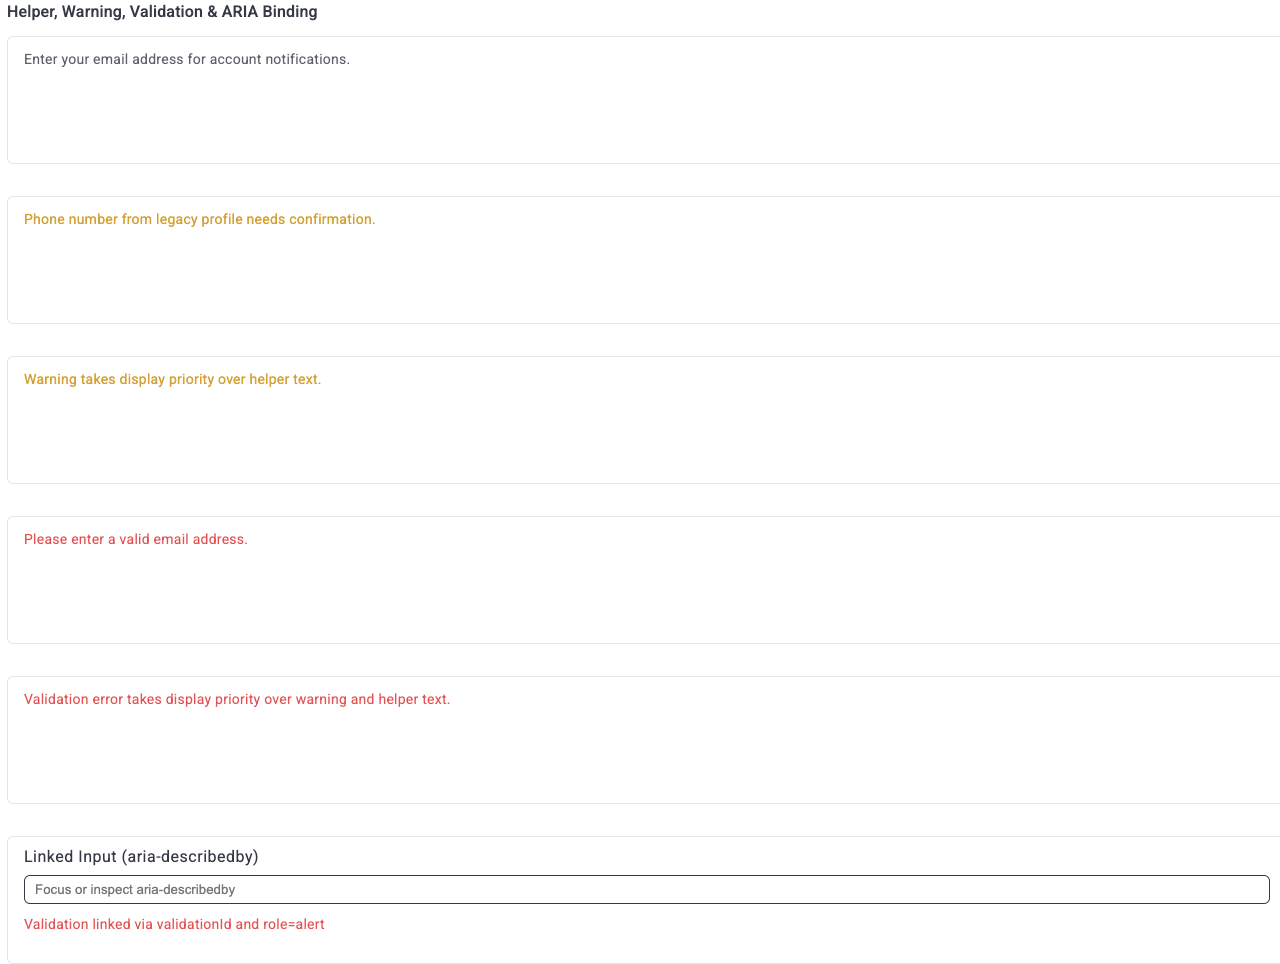 Helper, Warning, Validation & ARIA Binding
Enter your email address for account notifications.
Phone number from legacy profile needs confirmation.
Warning takes display priority over helper text.
Please enter a valid email address.
Validation error takes display priority over warning and helper text.
Linked Input (aria-describedby)
Focus or inspect aria-describedby
Validation linked via validationId and role=alert